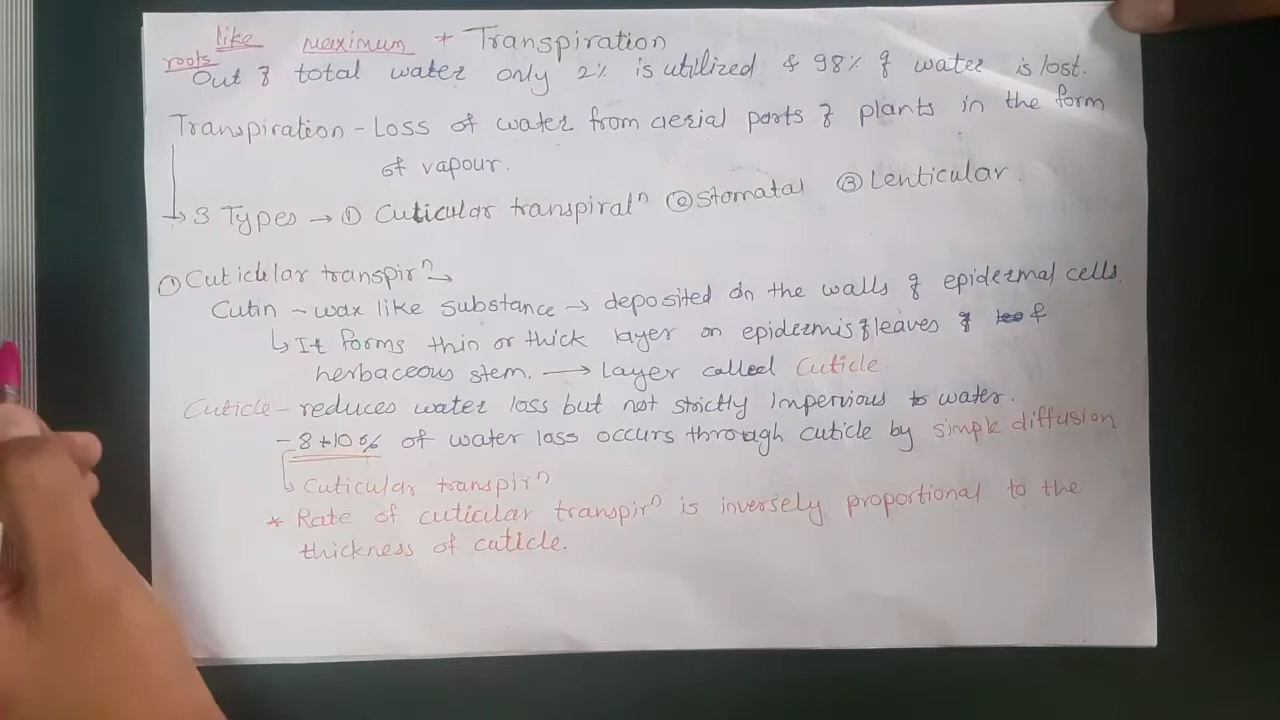 like maximum * Transpiration
roots
Out of total water only 2% is utilized & 98% of water is lost.
Transpiration - Loss of water from aerial parts of plants in the form
of vapour.
→ 3 Types → ① Cuticular transpiralⁿ ② Stomatal ③ Lenticular.
① Cuticular transpirⁿ →
Cutin - wax like substance → deposited on the walls of epidermal cells.
↳ It forms thin or thick layer on epidermis of leaves of &
herbaceous stem. → layer called Cuticle.
Cuticle - reduces water loss but not strictly impervious to water.
- 8 to 10% of water loss occurs through cuticle by simple diffusion
↳ Cuticular transpirⁿ
* Rate of cuticular transpirⁿ is inversely proportional to the
thickness of cuticle.